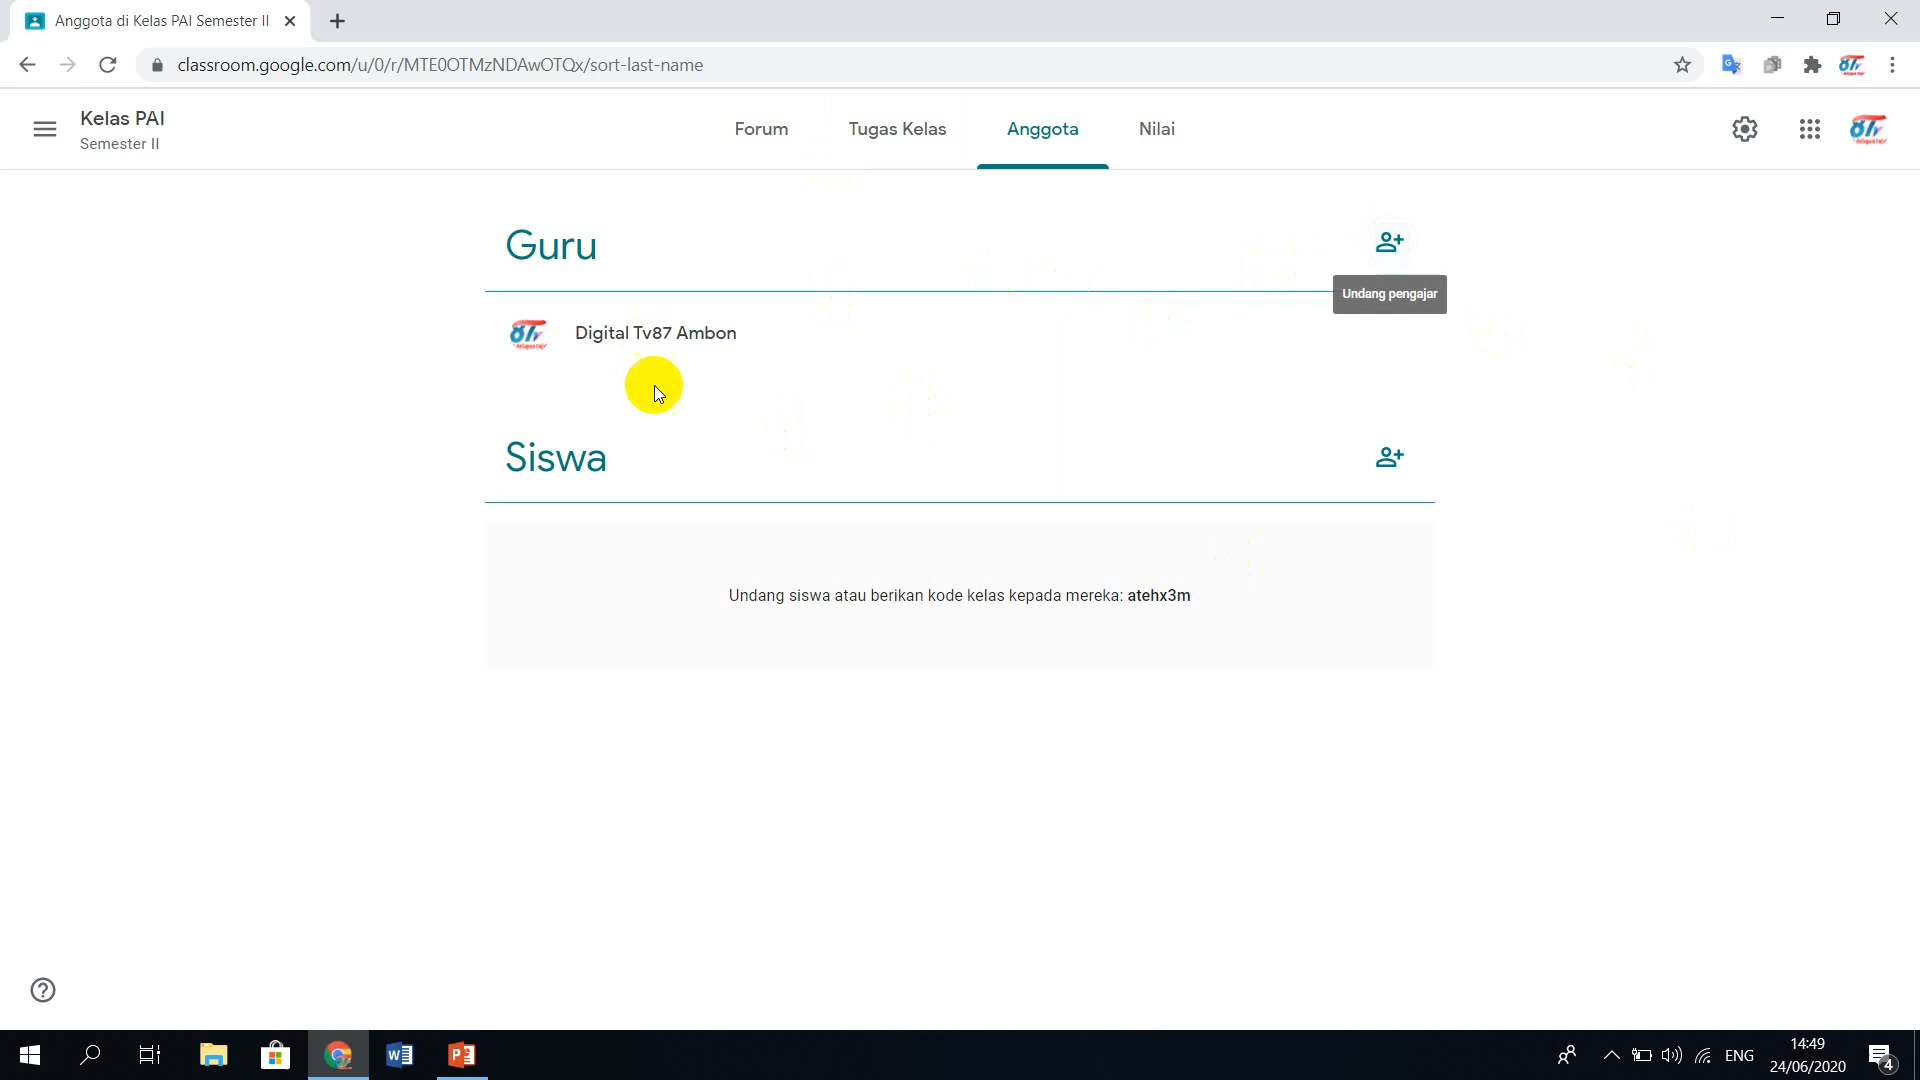 Anggota di Kelas PAI Semester II
classroom.google.com/u/0/r/MTE0OTMzNDAwOTQx/sort-last-name
Kelas PAI
Semester II
Forum
Tugas Kelas
Anggota
Nilai
Guru
Undang pengajar
Digital Tv87 Ambon
Siswa
Undang siswa atau berikan kode kelas kepada mereka: atehx3m
ENG
14:49
24/06/2020
4